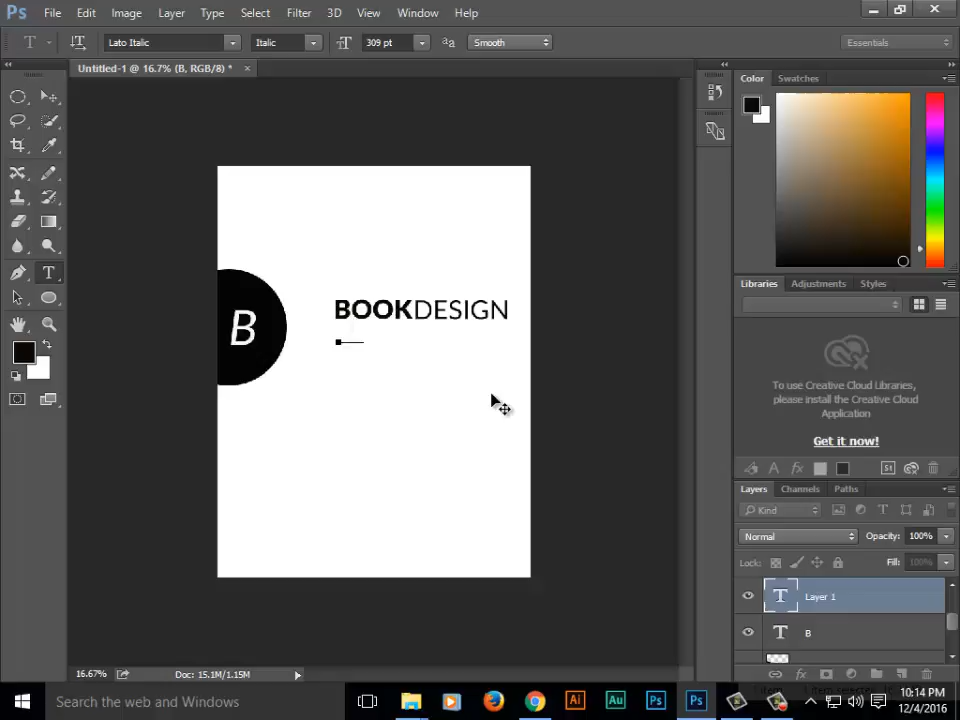 Ps File Edit Image Layer Type Select Filter 3D View Window Help
T Lato Italic Italic 309 pt aa Smooth Essentials
Untitled-1 @ 16.7% (B, RGB/8) * ×
Color Swatches
B
BOOKDESIGN
Libraries Adjustments Styles
To use Creative Cloud Libraries,
please install the Creative Cloud
Application
Get it now!
A fx St
Layers Channels Paths
Kind T
Normal Opacity: 100%
Lock: Fill: 100%
T Layer 1
T B
fx
16.67% Doc: 15.1M/1.15M
Search the web and Windows Ai Au Ps Ps 10:14 PM
12/4/2016